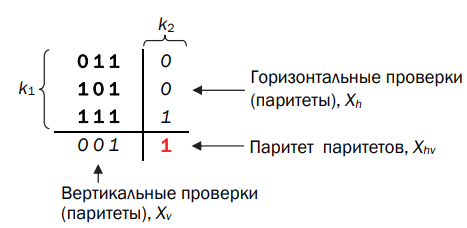 k2
011 0
k1 101 0
111 1
001 1
Горизонтальные проверки
(паритеты), Xh
Паритет паритетов, Xhv
Вертикальные проверки
(паритеты), Xv